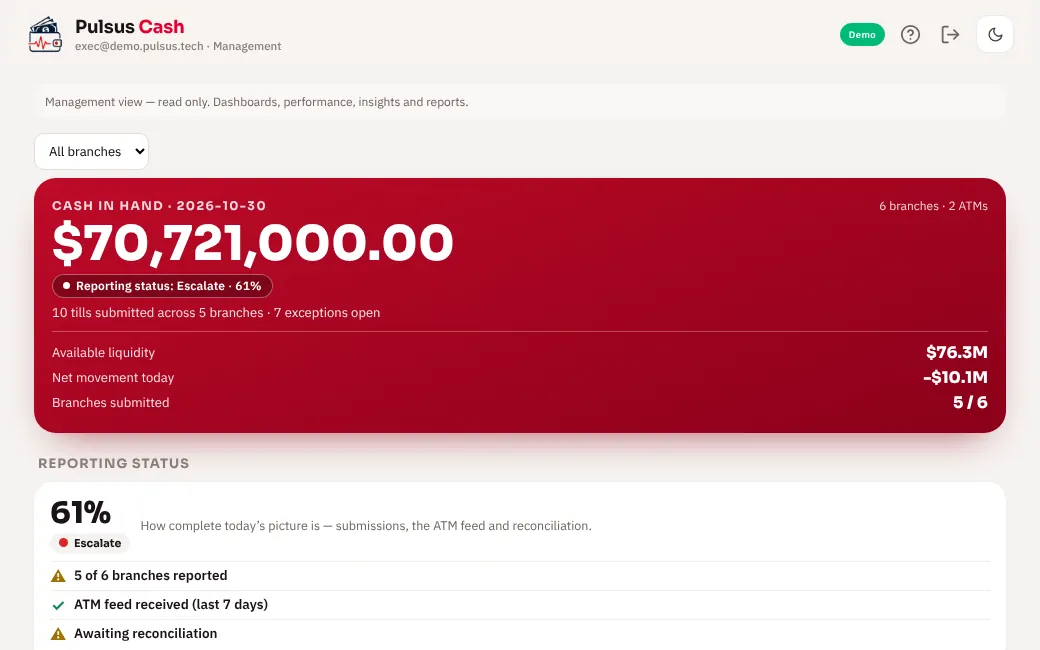 Pulsus Cash
exec@demo.pulsus.tech · Management
Demo
Management view — read only. Dashboards, performance, insights and reports.
All branches
CASH IN HAND · 2026-10-30
6 branches · 2 ATMs
$70,721,000.00
Reporting status: Escalate · 61%
10 tills submitted across 5 branches · 7 exceptions open
Available liquidity $76.3M
Net movement today -$10.1M
Branches submitted 5 / 6
REPORTING STATUS
61%
How complete today’s picture is — submissions, the ATM feed and reconciliation.
Escalate
5 of 6 branches reported
ATM feed received (last 7 days)
Awaiting reconciliation